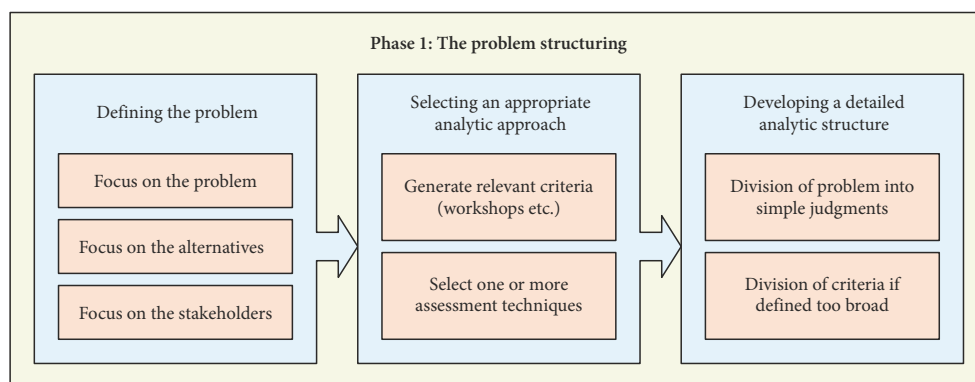 Phase 1: The problem structuring
Defining the problem
Focus on the problem
Focus on the alternatives
Focus on the stakeholders
Selecting an appropriate
analytic approach
Generate relevant criteria
(workshops etc.)
Select one or more
assessment techniques
Developing a detailed
analytic structure
Division of problem into
simple judgments
Division of criteria if
defined too broad